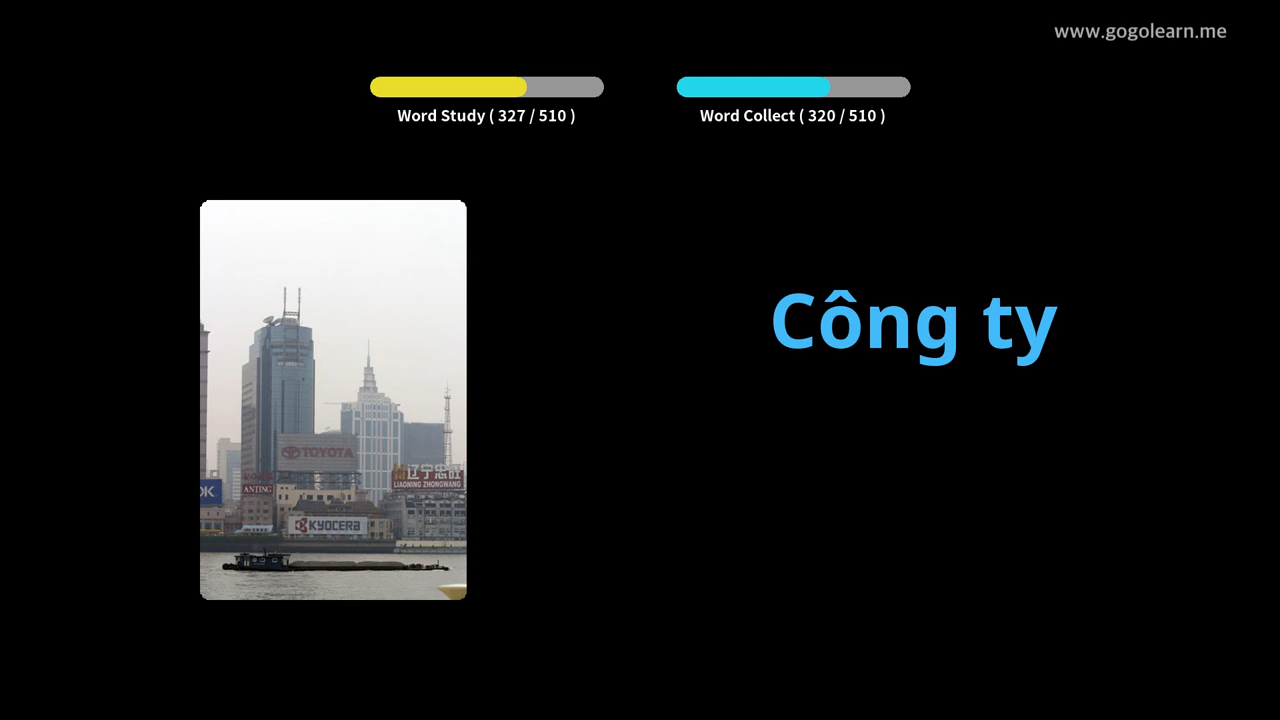 www.gogolearn.me
Word Study ( 327 / 510 )
Word Collect ( 320 / 510 )
Công ty
TOYOTA
辽宁忠旺
LIAONING ZHONGWANG
OK
ANTING
KYOCERA